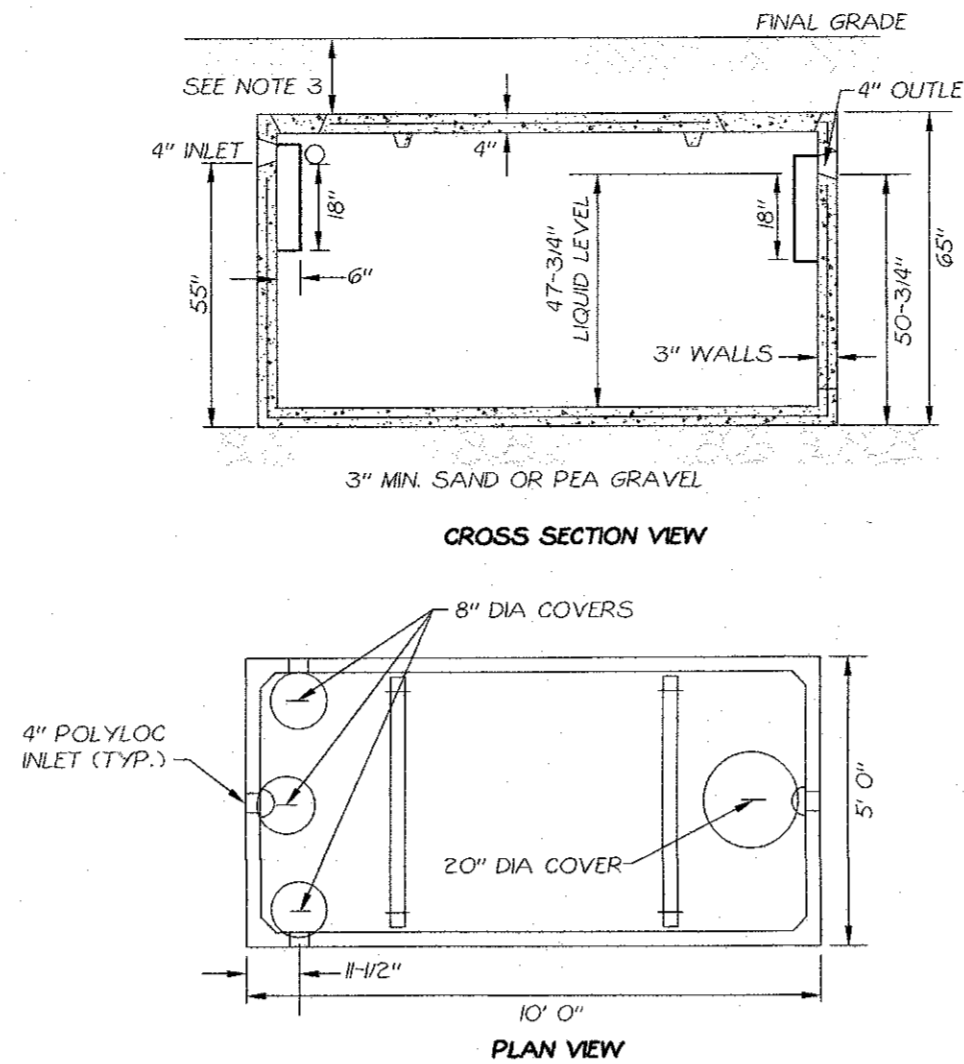 FINAL GRADE
SEE NOTE 3
4" OUTLE
4" INLET
4"
18"
6"
55"
47-3/4"
LIQUID LEVEL
18"
3" WALLS
50-3/4"
65"
3" MIN. SAND OR PEA GRAVEL
CROSS SECTION VIEW
8" DIA COVERS
4" POLYLOC
INLET (TYP.)
20" DIA COVER
5' 0"
11-1/2"
10' 0"
PLAN VIEW